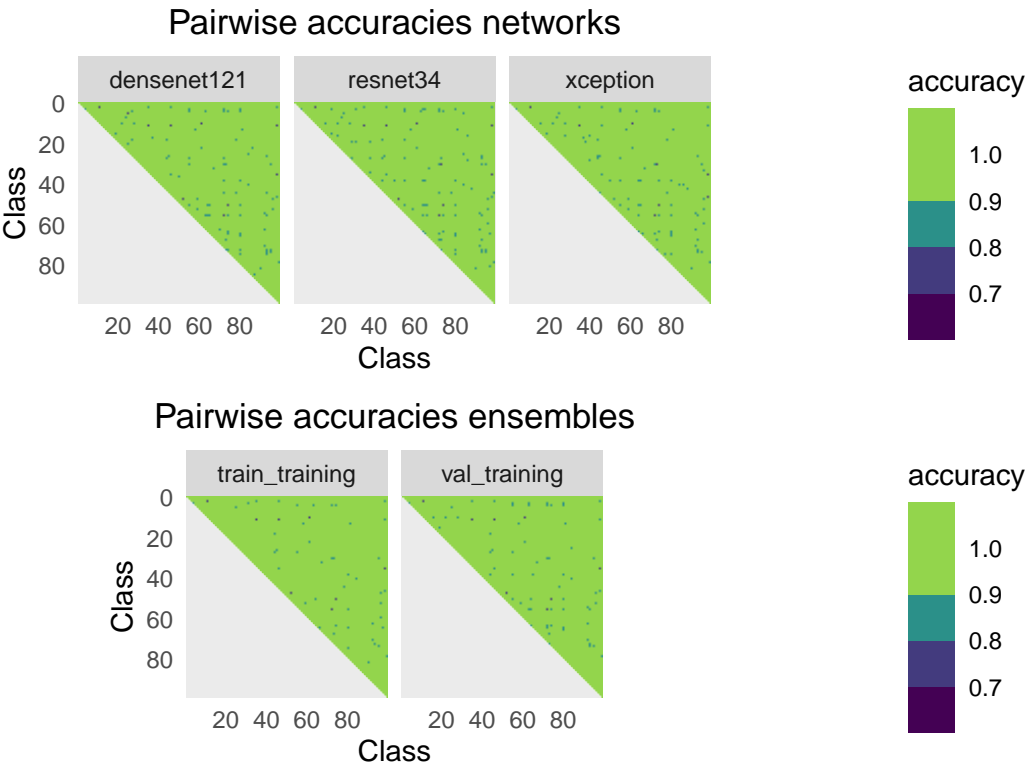 Pairwise accuracies networks
densenet121 resnet34 xception
accuracy
1.0
0.9
0.8
0.7
Class
0
20
40
60
80
20 40 60 80 20 40 60 80 20 40 60 80
Class
Pairwise accuracies ensembles
train_training val_training
accuracy
1.0
0.9
0.8
0.7
Class
0
20
40
60
80
20 40 60 80 20 40 60 80
Class